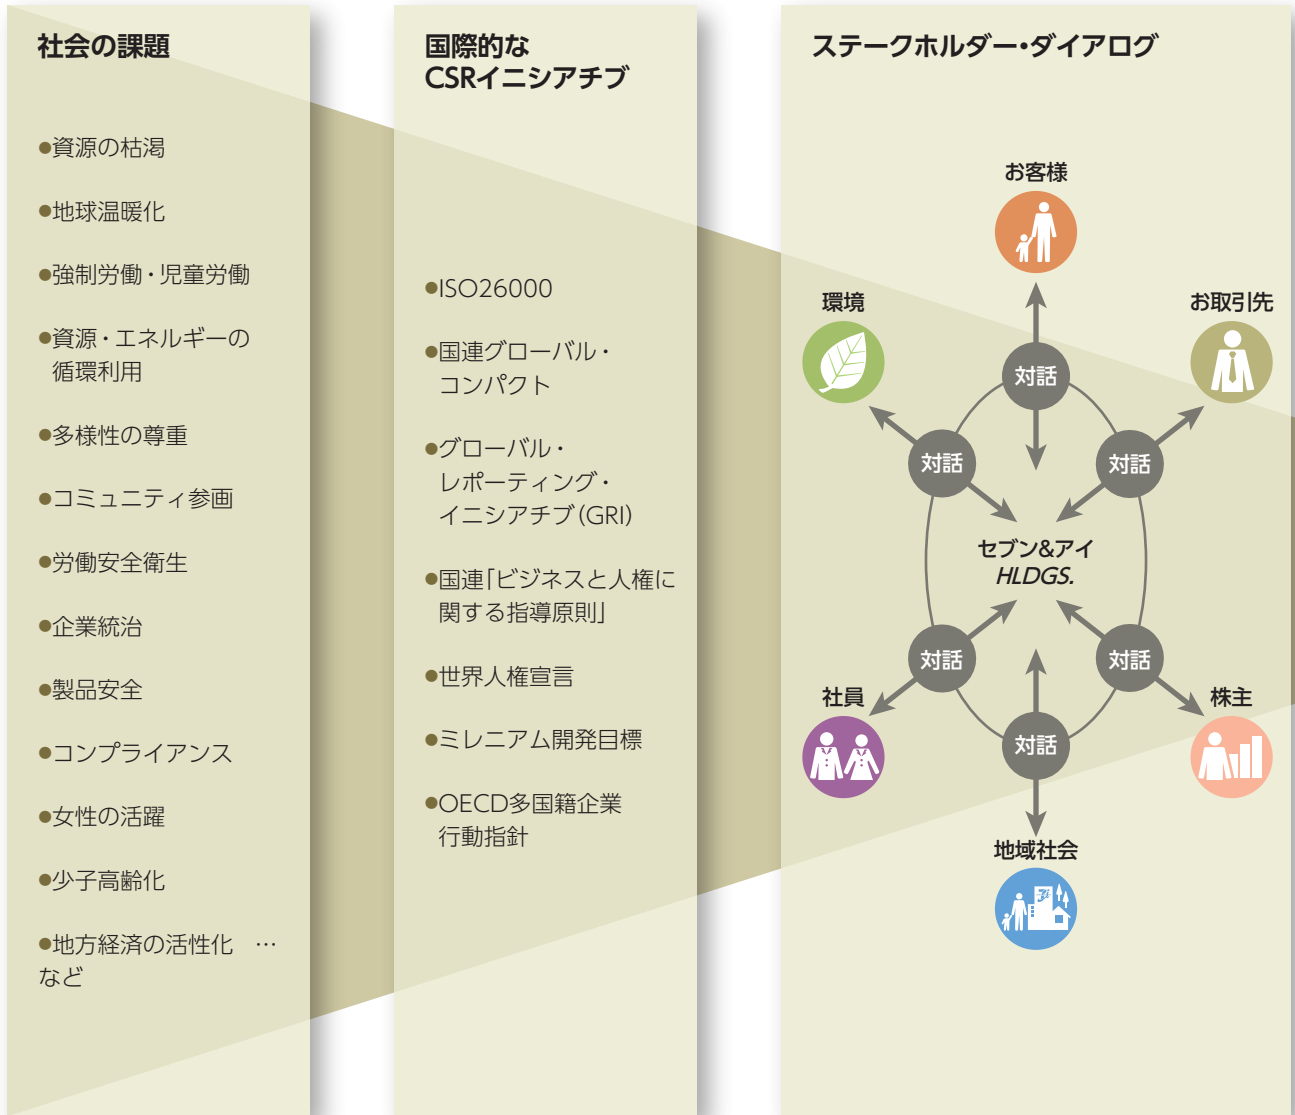 社会の課題
●資源の枯渇
●地球温暖化
●強制労働・児童労働
●資源・エネルギーの
循環利用
●多様性の尊重
●コミュニティ参画
●労働安全衛生
●企業統治
●製品安全
●コンプライアンス
●女性の活躍
●少子高齢化
●地方経済の活性化　…
など
国際的な
CSRイニシアチブ
●ISO26000
●国連グローバル・
コンパクト
●グローバル・
レポーティング・
イニシアチブ（GRI）
●国連「ビジネスと人権に
関する指導原則」
●世界人権宣言
●ミレニアム開発目標
●OECD多国籍企業
行動指針
ステークホルダー・ダイアログ
お客様
環境
お取引先
対話
対話
対話
セブン&アイ
HLDGS.
対話
対話
社員
株主
対話
地域社会